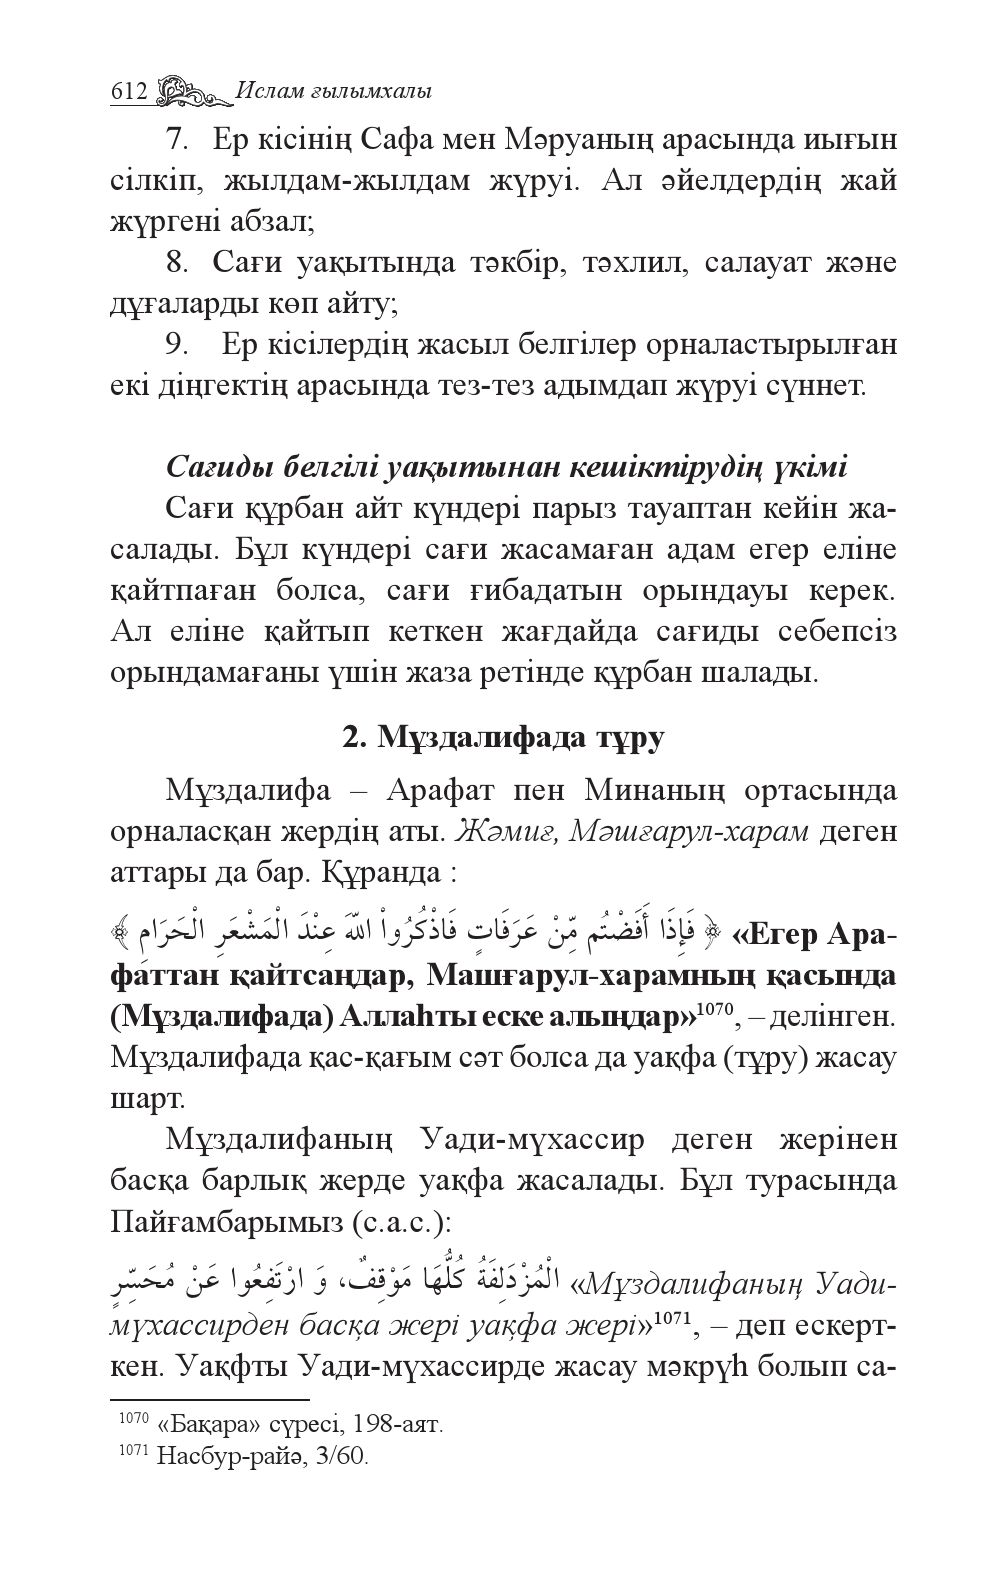 612 Ислам ғылымхалы
7. Ер кісінің Сафа мен Мәруаның арасында иығын
сілкіп, жылдам-жылдам жүруі. Ал әйелдердің жай
жүргені абзал;
8. Сағи уақытында тәкбір, тәхлил, салауат және
дұғаларды көп айту;
9. Ер кісілердің жасыл белгілер орналастырылған
екі діңгектің арасында тез-тез адымдап жүруі сүннет.
Сағиды белгілі уақытынан кешіктірудің үкімі
Сағи құрбан айт күндері парыз тауаптан кейін жа-
салады. Бұл күндері сағи жасамаған адам егер еліне
қайтпаған болса, сағи ғибадатын орындауы керек.
Ал еліне қайтып кеткен жағдайда сағиды себепсіз
орындамағаны үшін жаза ретінде құрбан шалады.
2. Мұздалифада тұру
Мұздалифа – Арафат пен Минаның ортасында
орналасқан жердің аты. Жәмиғ, Мәшғарул-харам деген
аттары да бар. Құранда :
﴿ فَإِذَا أَفَضْتُم مِّنْ عَرَفَاتٍ فَاذْكُرُواْ اللّهَ عِنْدَ الْمَشْعَرِ الْحَرَامِ ﴾ «Егер Ара-
фаттан қайтсаңдар, Машғарул-харамның қасында
(Мұздалифада) Аллаһты еске алыңдар»1070, – делінген.
Мұздалифада қас-қағым сәт болса да уақфа (тұру) жасау
шарт.
Мұздалифаның Уади-мүхассир деген жерінен
басқа барлық жерде уақфа жасалады. Бұл турасында
Пайғамбарымыз (с.а.с.):
الْمُزْدَلِفَةُ كُلُّهَا مَوْقِفٌ، وَ ارْتَفِعُوا عَنْ مُحَسِّرٍ «Мұздалифаның Уади-
мүхассирден басқа жері уақфа жері»1071, – деп ескерт-
кен. Уақфты Уади-мүхассирде жасау мәкрүһ болып са-
1070 «Бақара» сүресі, 198-аят.
1071 Насбур-райә, 3/60.